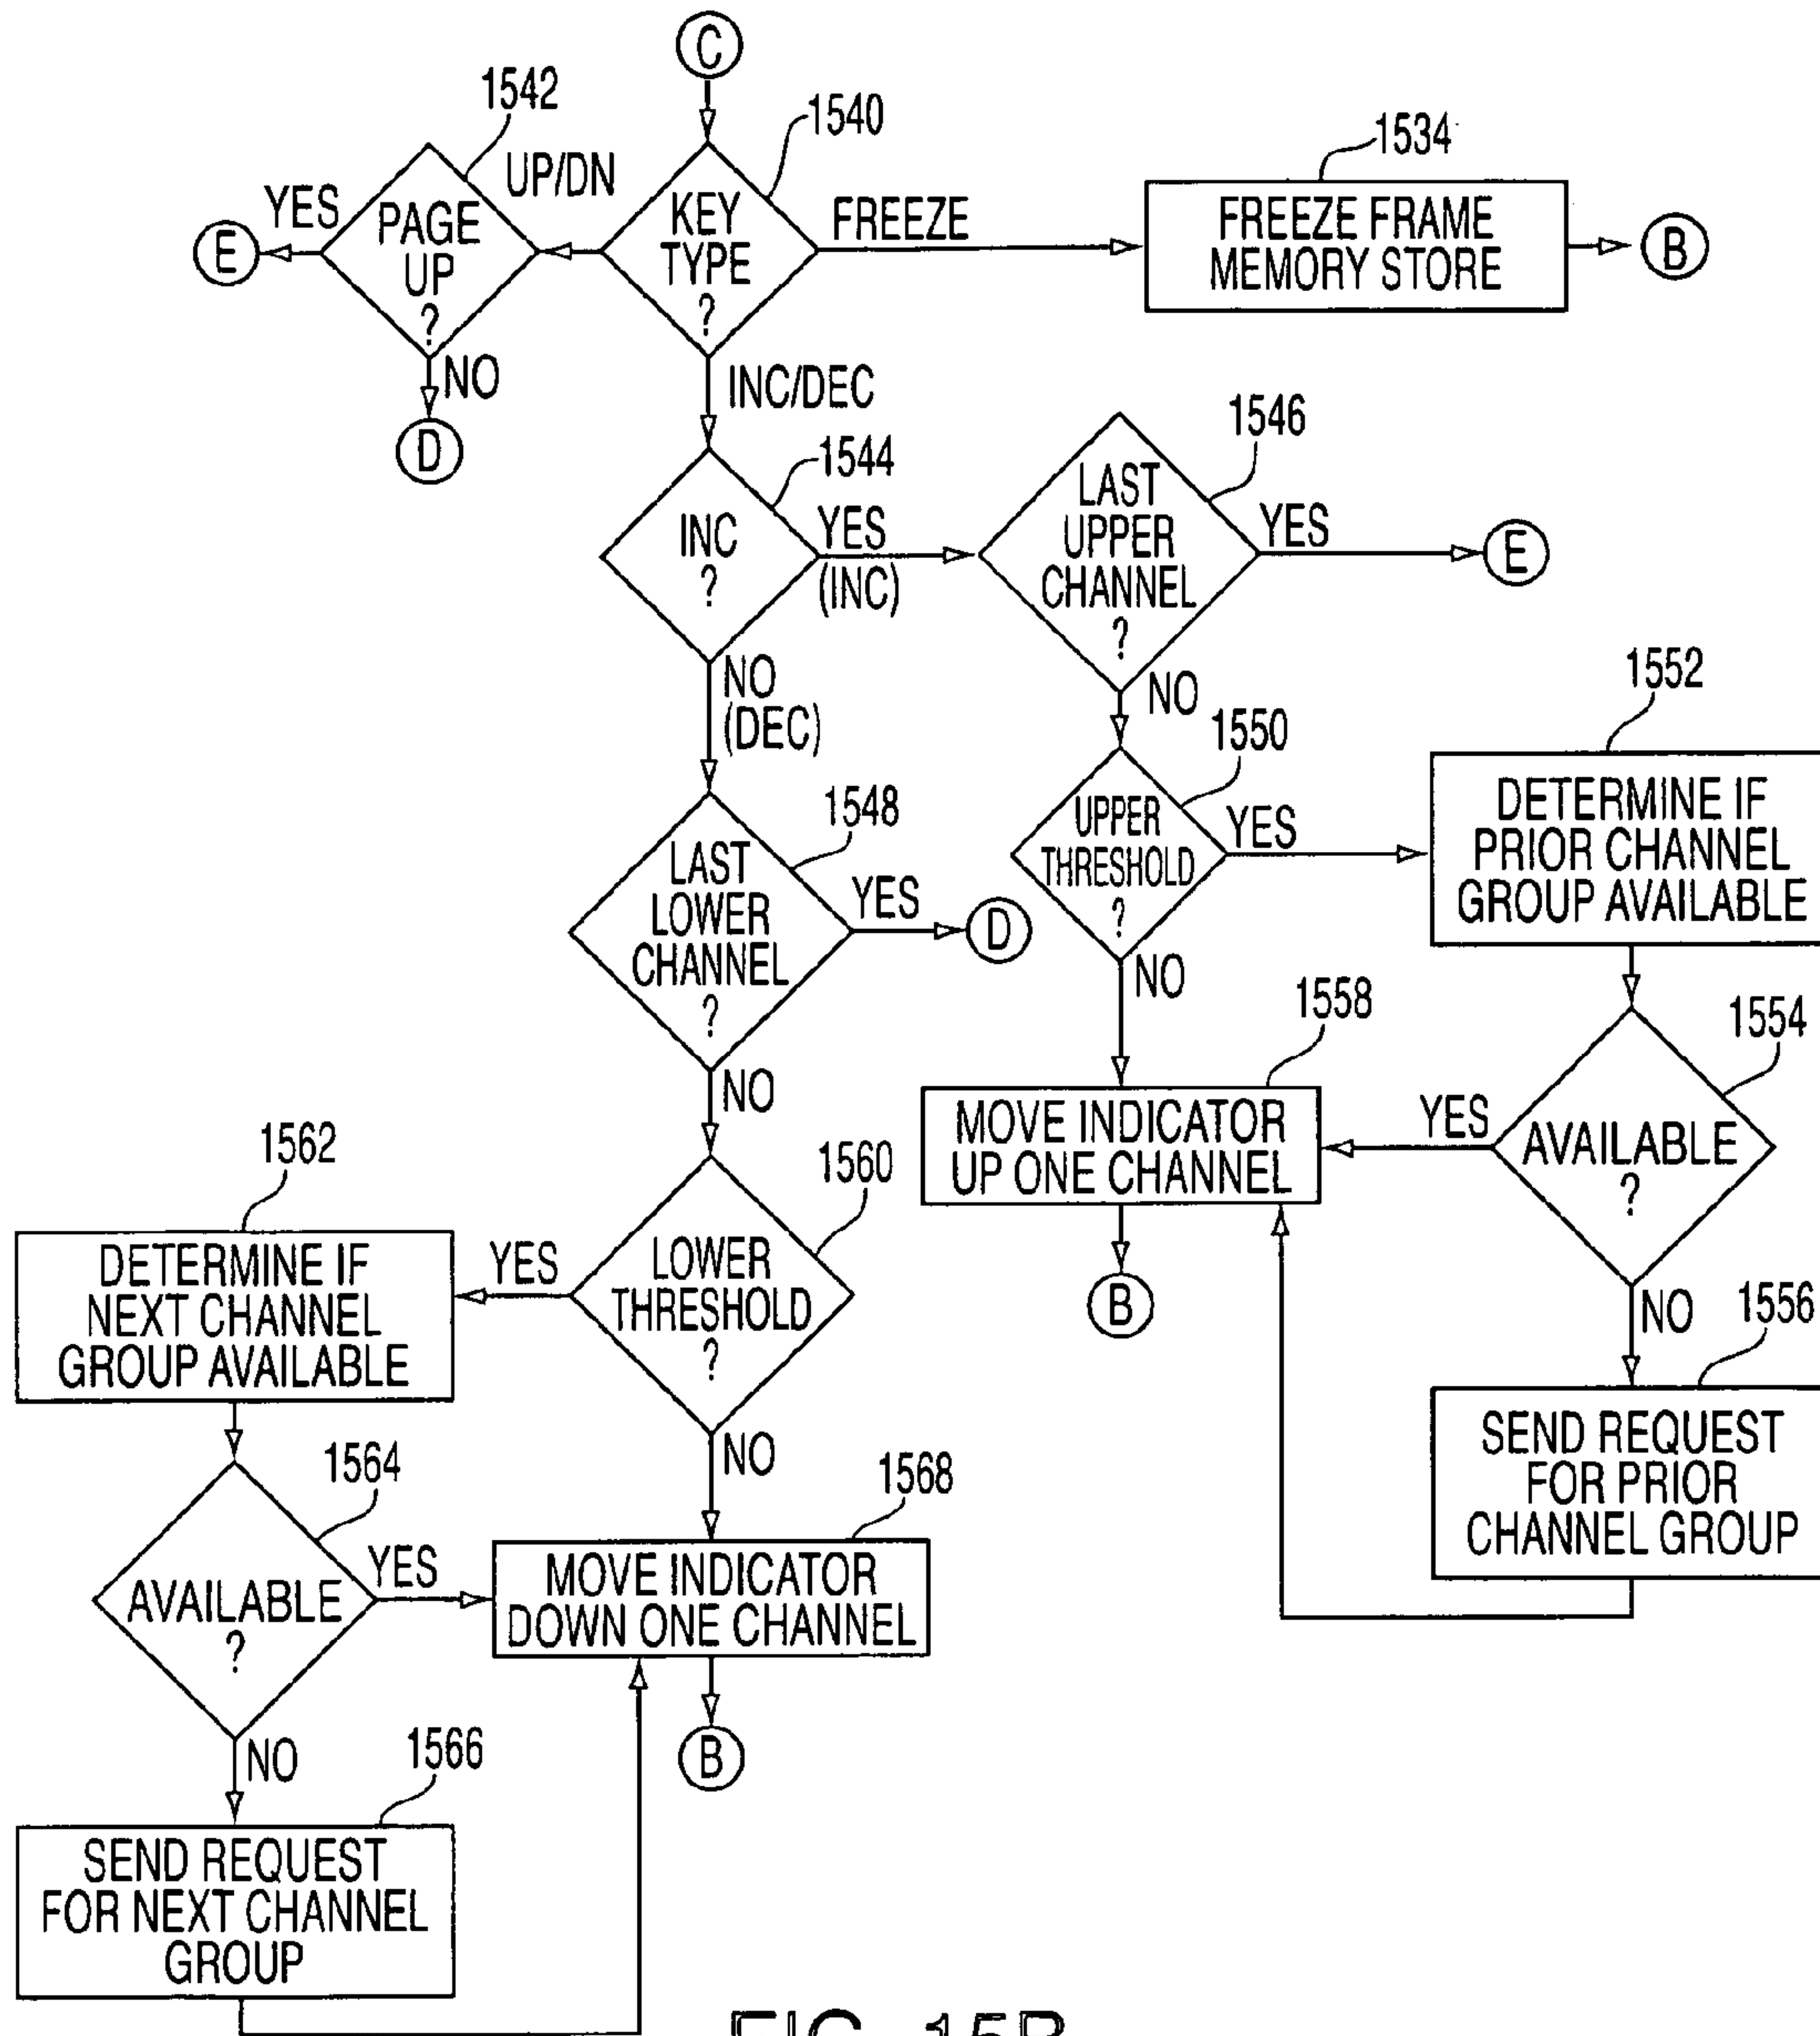 C
1542
1540
1534
YES
PAGE
UP
?
UP/DN
KEY
TYPE
?
FREEZE
FREEZE FRAME
MEMORY STORE
B
E
NO
D
INC/DEC
1544
1546
INC
?
YES
(INC)
LAST
UPPER
CHANNEL
?
YES
E
NO
(DEC)
NO
1550
1552
1548
UPPER
THRESHOLD
?
YES
DETERMINE IF
PRIOR CHANNEL
GROUP AVAILABLE
LAST
LOWER
CHANNEL
?
YES
D
NO
1558
1554
NO
MOVE INDICATOR
UP ONE CHANNEL
YES
AVAILABLE
?
1562
1560
DETERMINE IF
NEXT CHANNEL
GROUP AVAILABLE
YES
LOWER
THRESHOLD
?
B
NO
1556
SEND REQUEST
FOR PRIOR
CHANNEL GROUP
1564
NO
1568
AVAILABLE
?
YES
MOVE INDICATOR
DOWN ONE CHANNEL
NO
1566
B
SEND REQUEST
FOR NEXT CHANNEL
GROUP
FIG. 15B